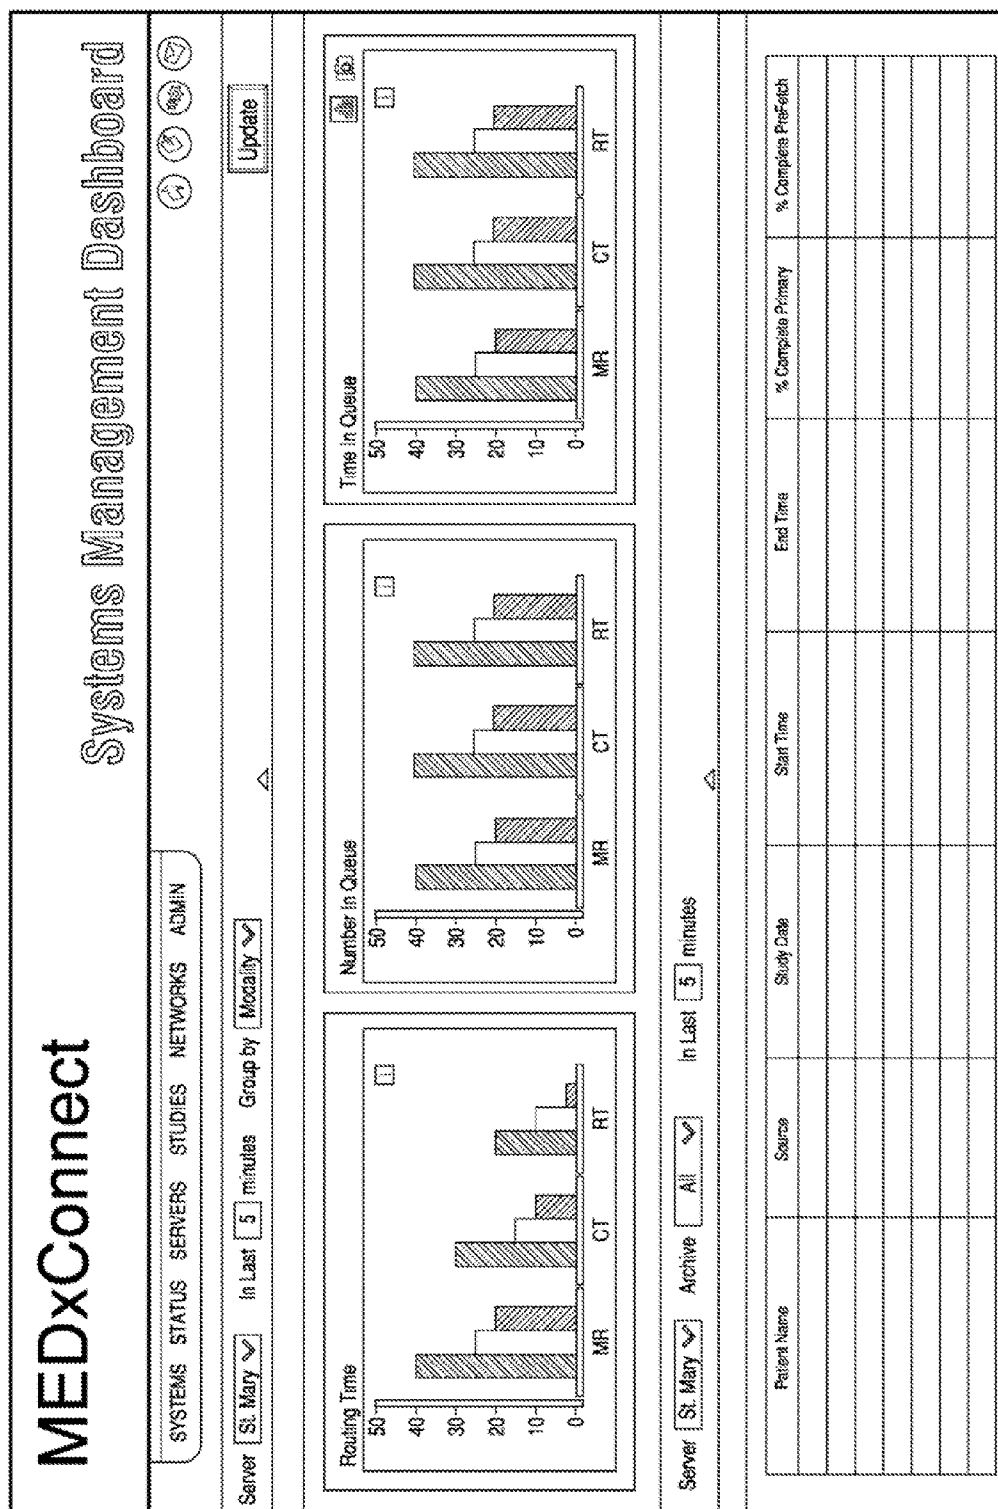 MEDxConnect
Systems Management Dashboard
SYSTEMS STATUS SERVERS STUDIES NETWORKS ADMIN
Server St. Mary In Last 5 minutes Group by Modality Update
Routing Time
50
40
30
20
10
0
MR CT RT
Number In Queue
50
40
30
20
10
0
MR CT RT
Time In Queue
50
40
30
20
10
0
MR CT RT
Server St. Mary Archive All In Last 5 minutes
Patient Name Source Study Date Start Time End Time % Complete Primary % Complete PreFetch